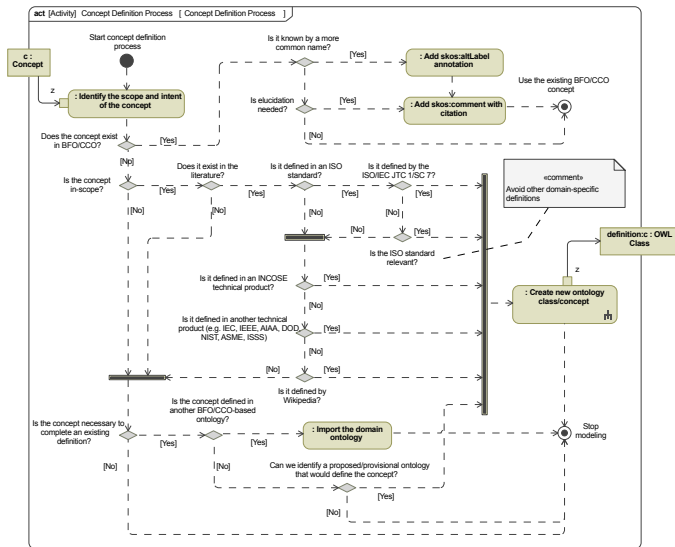 act [Activity] Concept Definition Process [ Concept Definition Process ]
c :
Concept
z
Start concept definition
process
: Identify the scope and intent
of the concept
Does the concept exist
in BFO/CCO?
[Yes]
[No]
Is it known by a more
common name?
[Yes]
[No]
: Add skos:altLabel
annotation
Is elucidation
needed?
[Yes]
[No]
: Add skos:comment with
citation
Use the existing BFO/CCO
concept
Is the concept
in-scope?
[Yes]
[No]
Does it exist in the
literature?
[Yes]
[No]
Is it defined in an ISO
standard?
[Yes]
[No]
Is it defined by the
ISO/IEC JTC 1/SC 7?
[Yes]
[No]
[No]
[Yes]
Is the ISO standard
relevant?
«comment»
Avoid other domain-specific
definitions
definition:c : OWL
Class
z
: Create new ontology
class/concept
Is it defined in an INCOSE
technical product?
[Yes]
[No]
Is it defined in another technical
product (e.g. IEC, IEEE, AIAA, DOD,
NIST, ASME, ISSS)
[Yes]
[No]
[No]
[Yes]
Is it defined by
Wikipedia?
Is the concept necessary to
complete an existing
definition?
[Yes]
[No]
Is the concept defined in
another BFO/CCO-based
ontology?
[Yes]
[No]
: Import the domain
ontology
Stop
modeling
Can we identify a proposed/provisional ontology
that would define the concept?
[Yes]
[No]